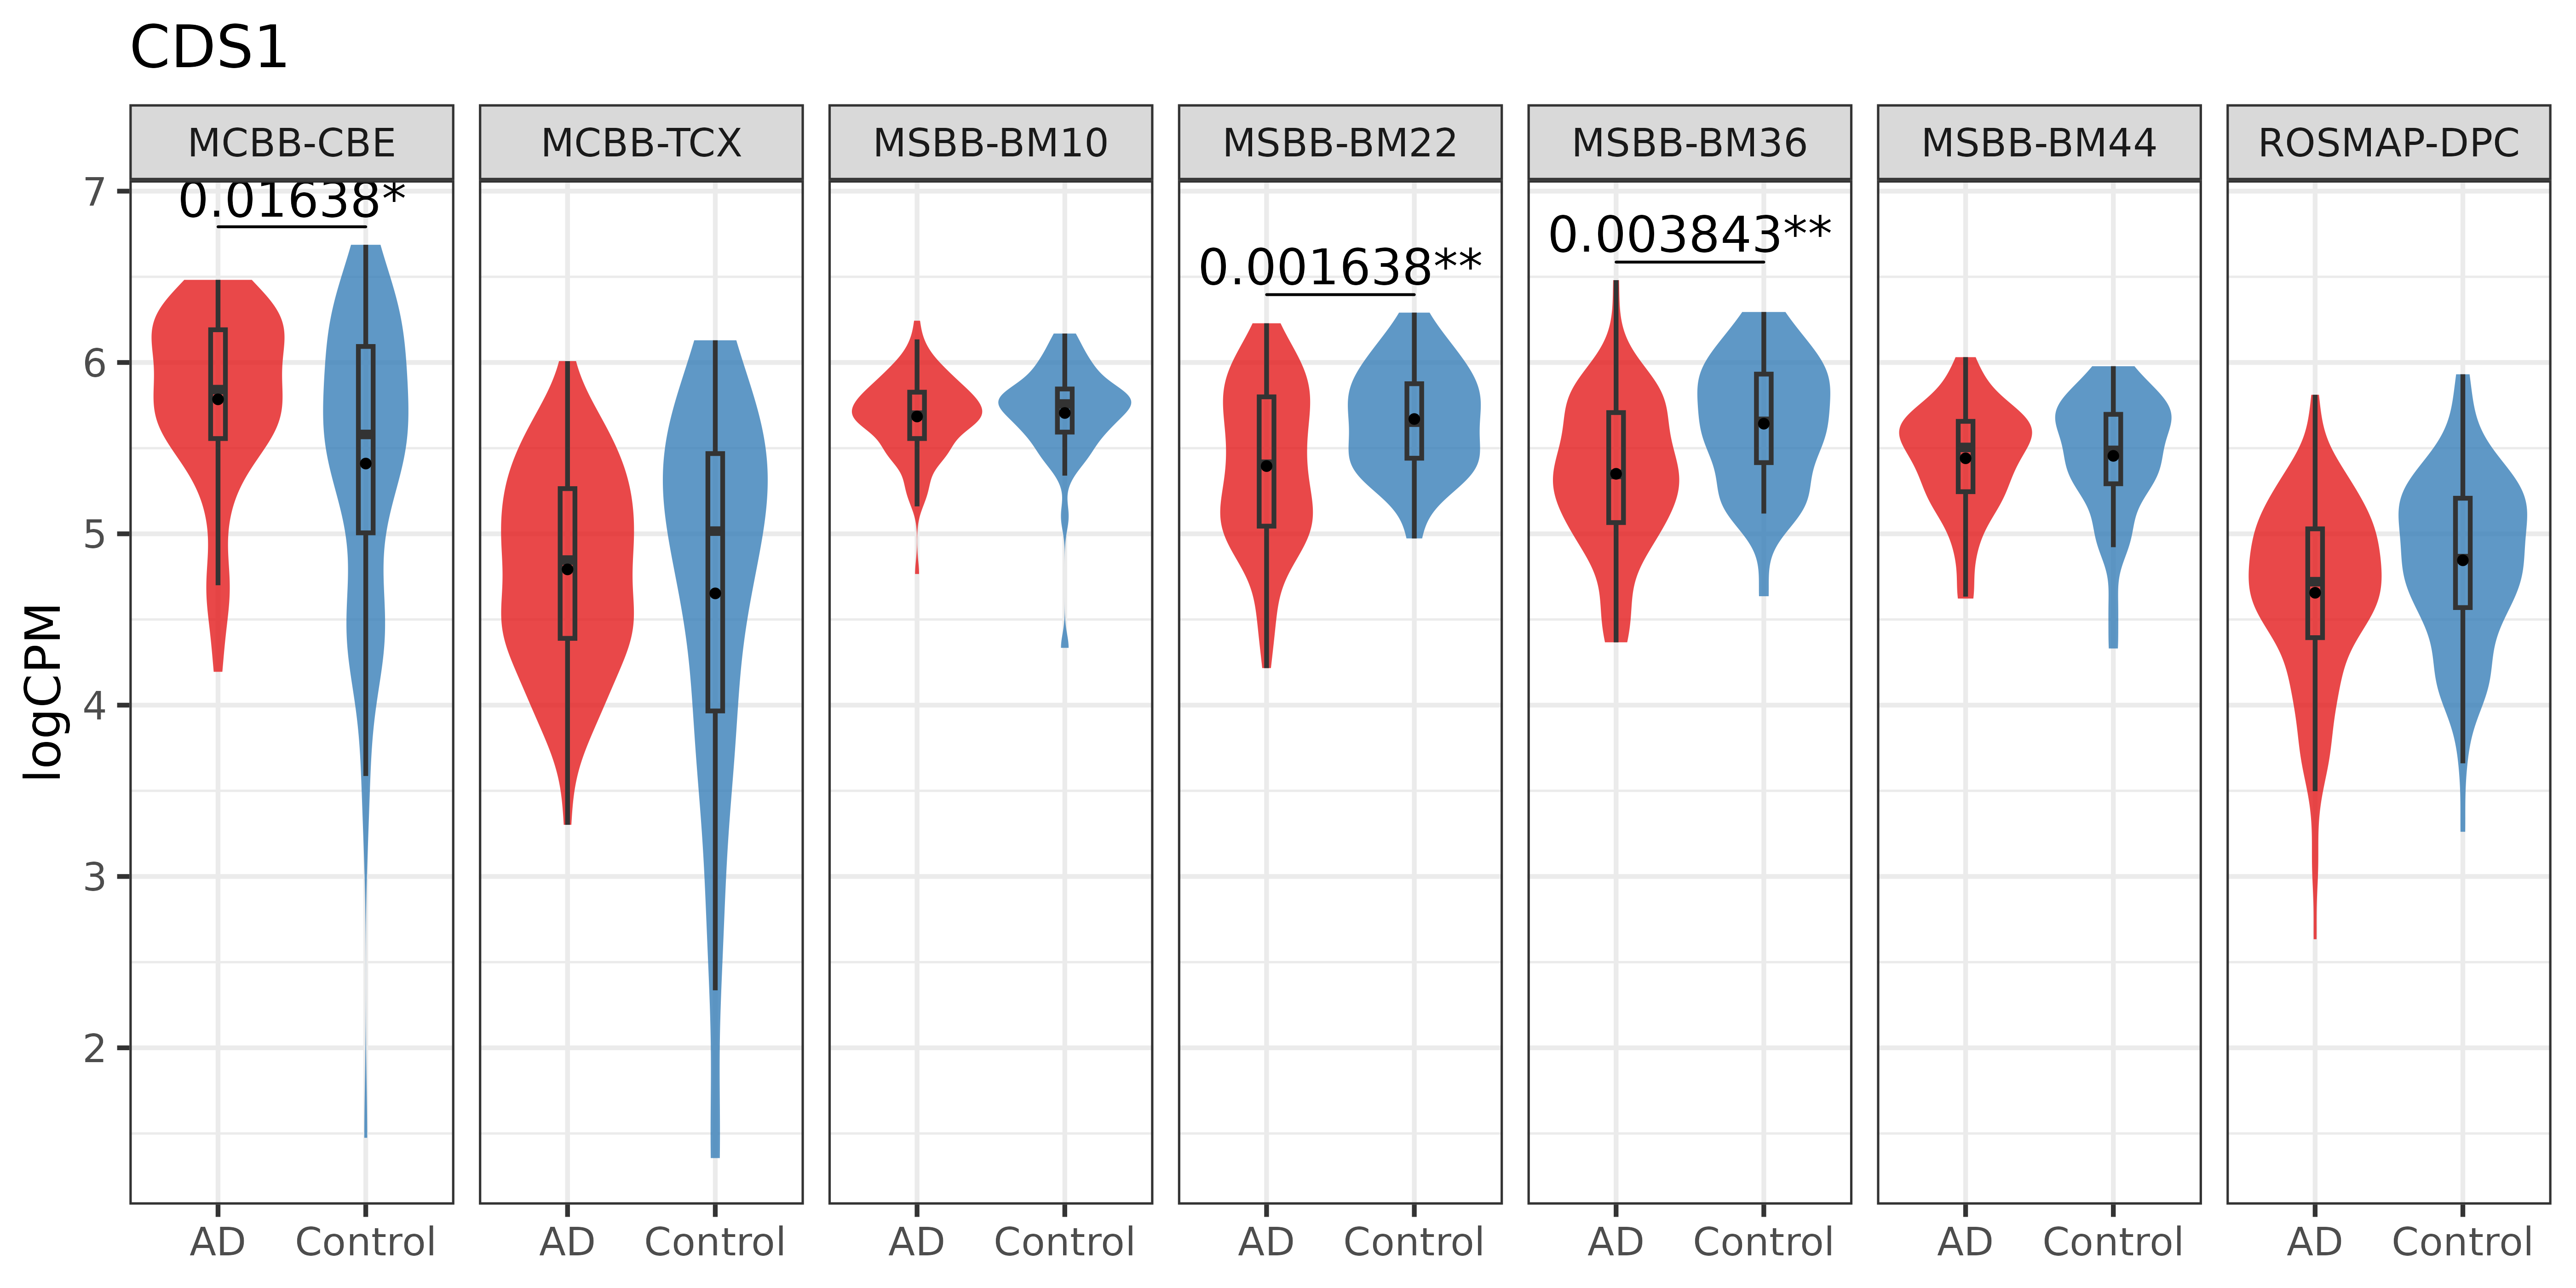 CDS1
MCBB-CBE MCBB-TCX MSBB-BM10 MSBB-BM22 MSBB-BM36 MSBB-BM44 ROSMAP-DPC
0.01638* 0.001638** 0.003843**
logCPM
7
6
5
4
3
2
AD Control AD Control AD Control AD Control AD Control AD Control AD Control